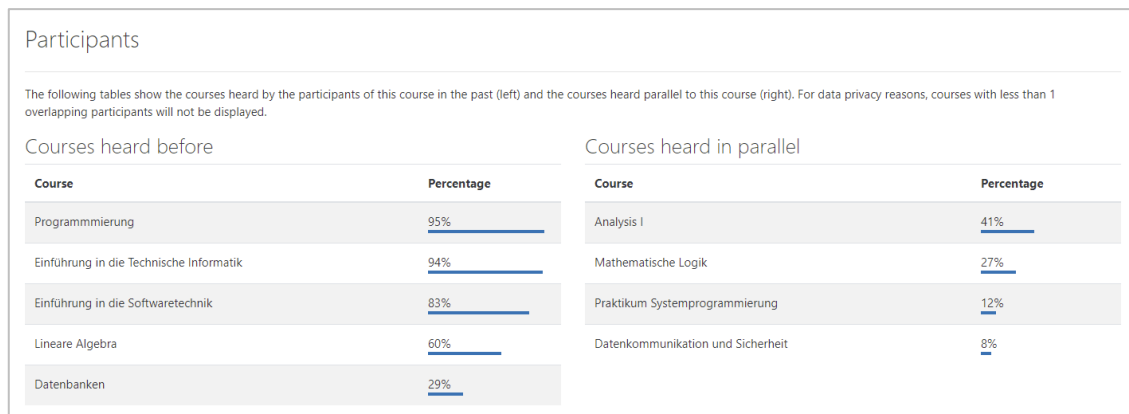 Participants
The following tables show the courses heard by the participants of this course in the past (left) and the courses heard parallel to this course (right). For data privacy reasons, courses with less than 1
overlapping participants will not be displayed.
Courses heard before
Course Percentage
Programmmierung 95%
Einführung in die Technische Informatik 94%
Einführung in die Softwaretechnik 83%
Lineare Algebra 60%
Datenbanken 29%
Courses heard in parallel
Course Percentage
Analysis I 41%
Mathematische Logik 27%
Praktikum Systemprogrammierung 12%
Datenkommunikation und Sicherheit 8%